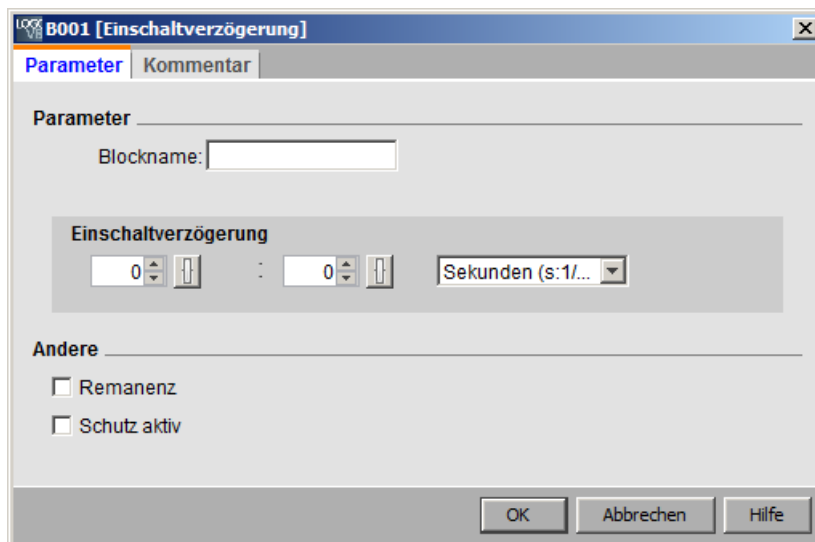 B001 [Einschaltverzögerung]
Parameter Kommentar
Parameter
Blockname:
Einschaltverzögerung
0 : 0 Sekunden (s:1/...
Andere
Remanenz
Schutz aktiv
OK Abbrechen Hilfe